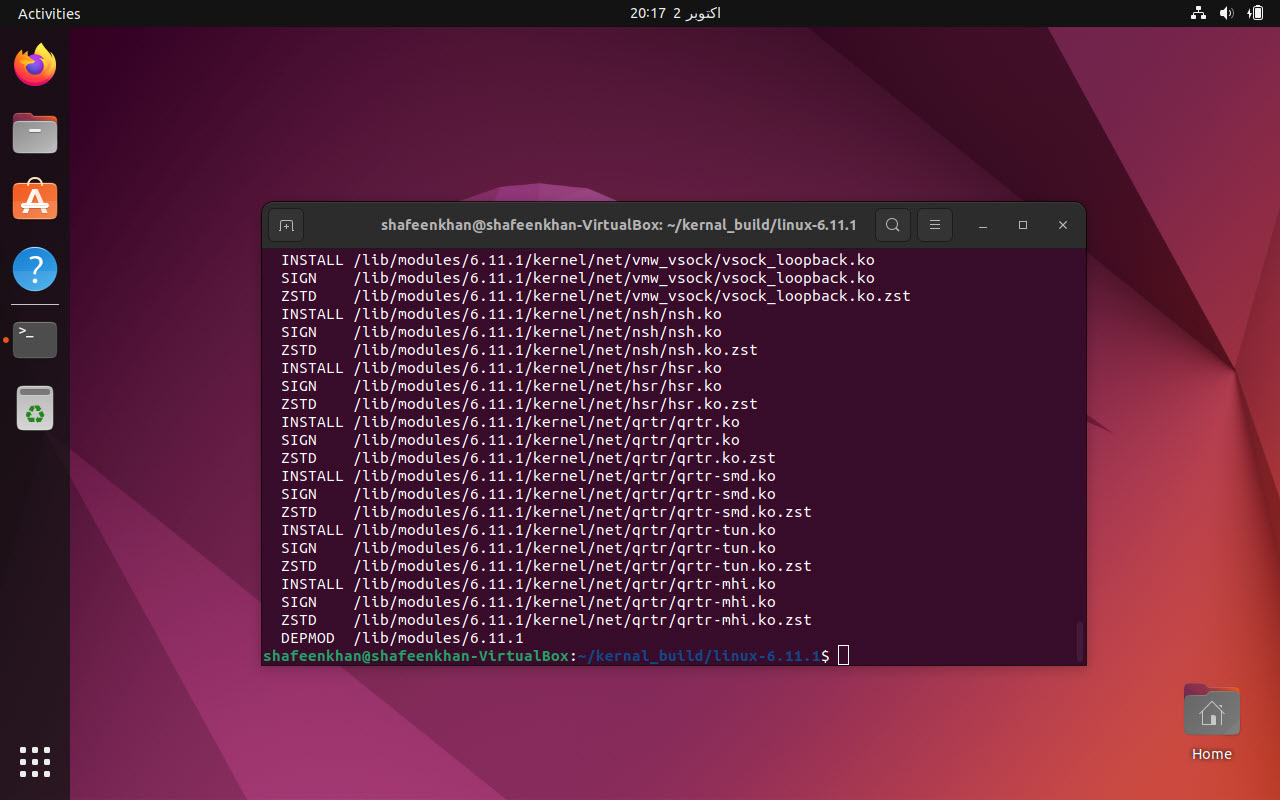 Activities
20:17 2 اکتوبر
shafeenkhan@shafeenkhan-VirtualBox: ~/kernal_build/linux-6.11.1
INSTALL /lib/modules/6.11.1/kernel/net/vmw_vsock/vsock_loopback.ko
SIGN /lib/modules/6.11.1/kernel/net/vmw_vsock/vsock_loopback.ko
ZSTD /lib/modules/6.11.1/kernel/net/vmw_vsock/vsock_loopback.ko.zst
INSTALL /lib/modules/6.11.1/kernel/net/nsh/nsh.ko
SIGN /lib/modules/6.11.1/kernel/net/nsh/nsh.ko
ZSTD /lib/modules/6.11.1/kernel/net/nsh/nsh.ko.zst
INSTALL /lib/modules/6.11.1/kernel/net/hsr/hsr.ko
SIGN /lib/modules/6.11.1/kernel/net/hsr/hsr.ko
ZSTD /lib/modules/6.11.1/kernel/net/hsr/hsr.ko.zst
INSTALL /lib/modules/6.11.1/kernel/net/qrtr/qrtr.ko
SIGN /lib/modules/6.11.1/kernel/net/qrtr/qrtr.ko
ZSTD /lib/modules/6.11.1/kernel/net/qrtr/qrtr.ko.zst
INSTALL /lib/modules/6.11.1/kernel/net/qrtr/qrtr-smd.ko
SIGN /lib/modules/6.11.1/kernel/net/qrtr/qrtr-smd.ko
ZSTD /lib/modules/6.11.1/kernel/net/qrtr/qrtr-smd.ko.zst
INSTALL /lib/modules/6.11.1/kernel/net/qrtr/qrtr-tun.ko
SIGN /lib/modules/6.11.1/kernel/net/qrtr/qrtr-tun.ko
ZSTD /lib/modules/6.11.1/kernel/net/qrtr/qrtr-tun.ko.zst
INSTALL /lib/modules/6.11.1/kernel/net/qrtr/qrtr-mhi.ko
SIGN /lib/modules/6.11.1/kernel/net/qrtr/qrtr-mhi.ko
ZSTD /lib/modules/6.11.1/kernel/net/qrtr/qrtr-mhi.ko.zst
DEPMOD /lib/modules/6.11.1
shafeenkhan@shafeenkhan-VirtualBox:~/kernal_build/linux-6.11.1$
Home